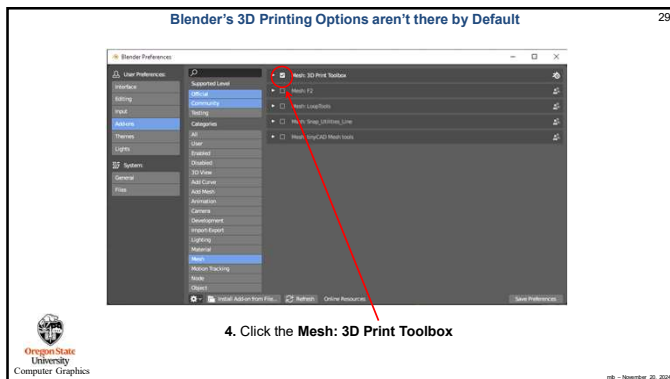 Blender's 3D Printing Options aren't there by Default
29
Blender Preferences
User Preferences:
Interface
Editing
Input
Add-ons
Themes
Lights
System:
General
Files
Supported Level
Official
Community
Testing
Categories
All
User
Enabled
Disabled
3D View
Add Curve
Add Mesh
Animation
Camera
Development
Import-Export
Lighting
Material
Mesh
Motion Tracking
Node
Object
Mesh: 3D Print Toolbox
Mesh: F2
Mesh: LoopTools
Mesh: Snap_Utilities_Line
Mesh: tinyCAD Mesh tools
Install Add-on from File...
Refresh
Online Resources:
Save Preferences
4. Click the Mesh: 3D Print Toolbox
Oregon State
University
Computer Graphics
mjb – November 20, 2024